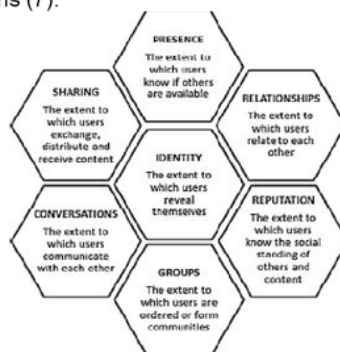 ns (7).
PRESENCE
The extent to
which users
know if others
are available
SHARING
The extent to
which users
exchange,
distribute and
receive content
RELATIONSHIPS
The extent to
which users
relate to each
other
IDENTITY
The extent to
which users
reveal
themselves
CONVERSATIONS
The extent to
which users
communicate
with each other
REPUTATION
The extent to
which users
know the social
standing of
others and
content
GROUPS
The extent to
which users are
ordered or form
communities